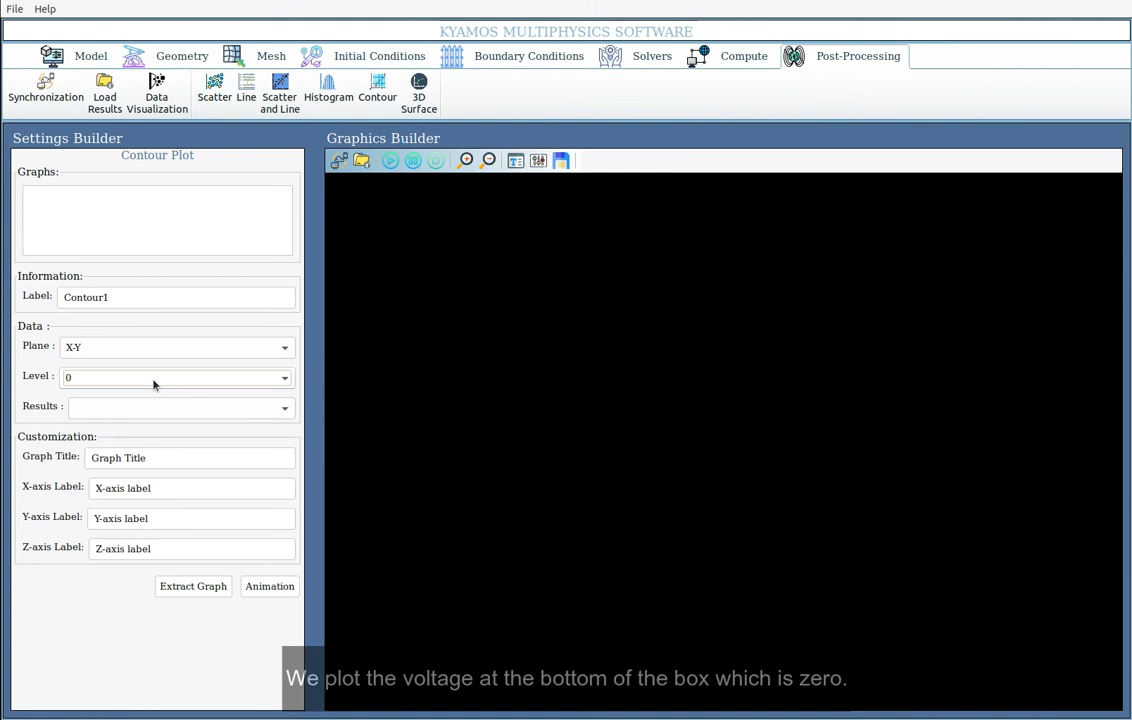 File Help
KYAMOS MULTIPHYSICS SOFTWARE
Model Geometry Mesh Initial Conditions Boundary Conditions Solvers Compute Post-Processing
Synchronization Load Results Data Visualization Scatter Line Scatter and Line Histogram Contour 3D Surface
Settings Builder
Graphics Builder
Contour Plot
Graphs:
Information:
Label: Contour1
Data :
Plane : X-Y
Level : 0
Results :
Customization:
Graph Title: Graph Title
X-axis Label: X-axis label
Y-axis Label: Y-axis label
Z-axis Label: Z-axis label
Extract Graph Animation
We plot the voltage at the bottom of the box which is zero.